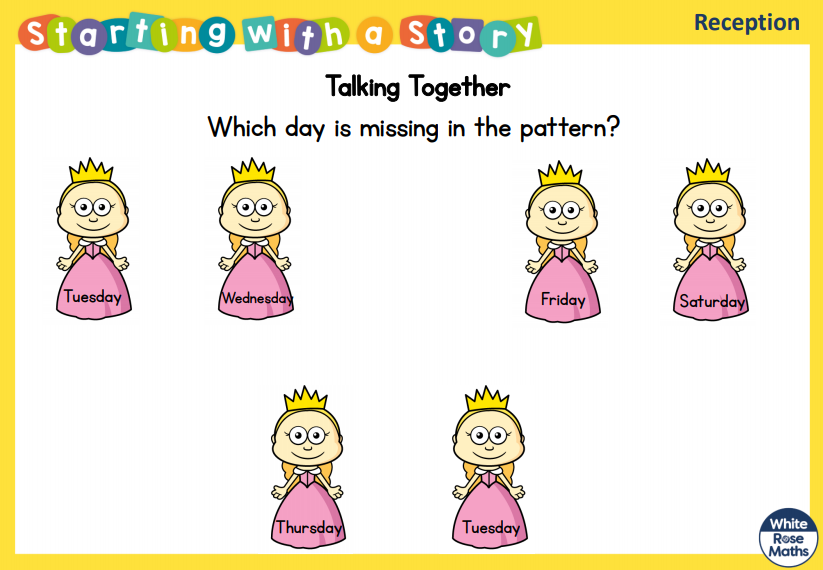 Starting with a Story
Reception
Talking Together
Which day is missing in the pattern?
Tuesday
Wednesday
Friday
Saturday
Thursday
Tuesday
White
Rose
Maths